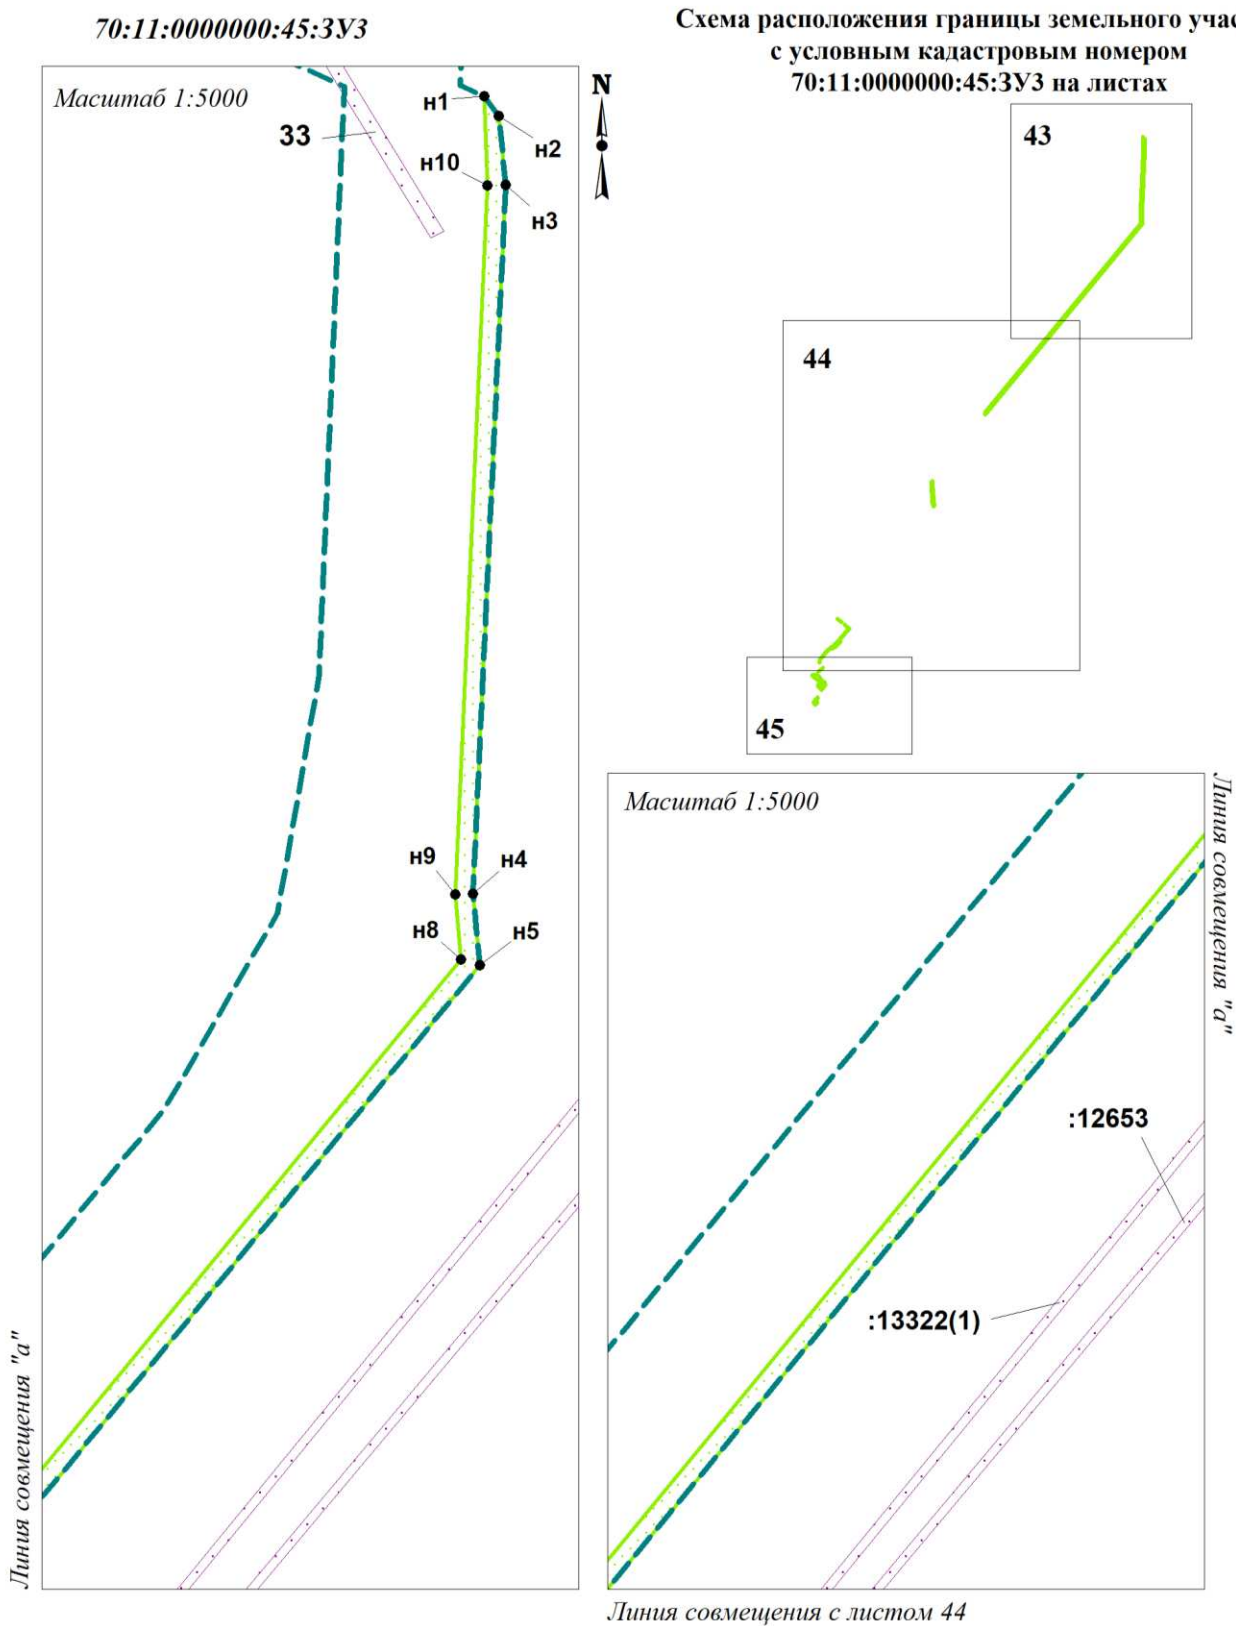 70:11:0000000:45:ЗУ3
Масштаб 1:5000
33
н1
н2
н10
н3
н9
н4
н8
н5
Линия совмещения "а"
N
Схема расположения границы земельного учас
с условным кадастровым номером
70:11:0000000:45:ЗУ3 на листах
43
44
45
Масштаб 1:5000
Линия совмещения "а"
:12653
:13322(1)
Линия совмещения с листом 44